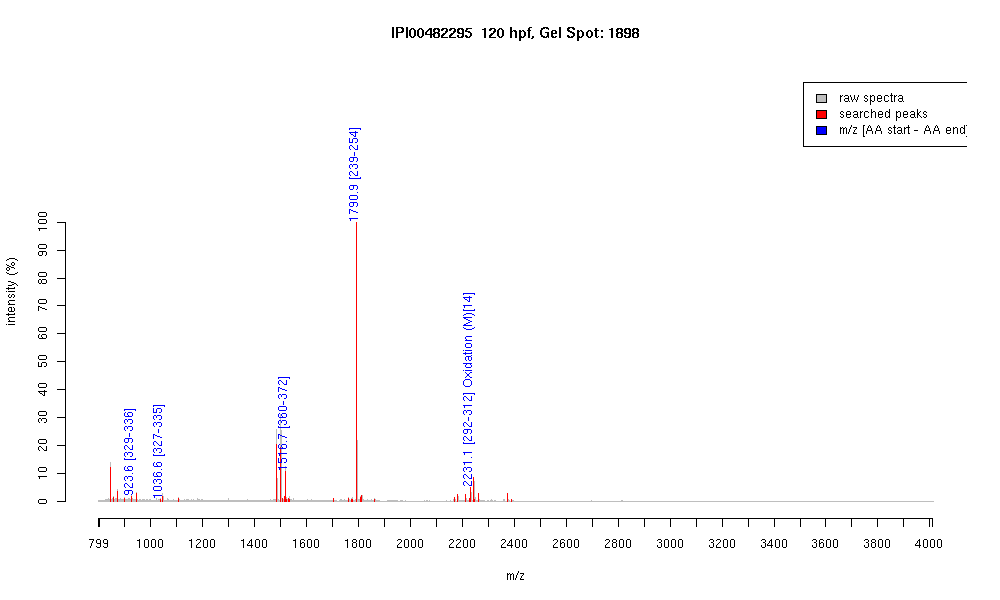 IPI00482295 120 hpf, Gel Spot: 1898
raw spectra
searched peaks
m/z [AA start - AA end]
1790.9 [239-254]
2231.1 [292-312] Oxidation (M)[14]
1516.7 [360-372]
923.6 [329-336]
1036.6 [327-335]
intensity (%)
100
90
80
70
60
50
40
30
20
10
0
799 1000 1200 1400 1600 1800 2000 2200 2400 2600 2800 3000 3200 3400 3600 3800 4000
m/z